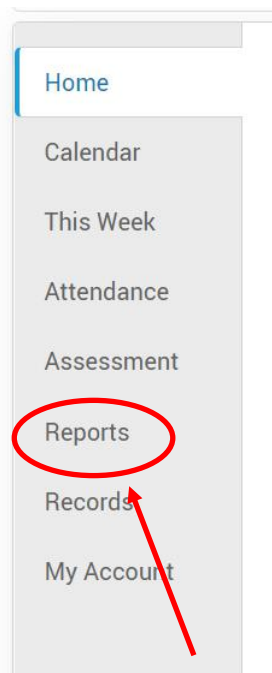 Home
Calendar
This Week
Attendance
Assessment
Reports
Records
My Account